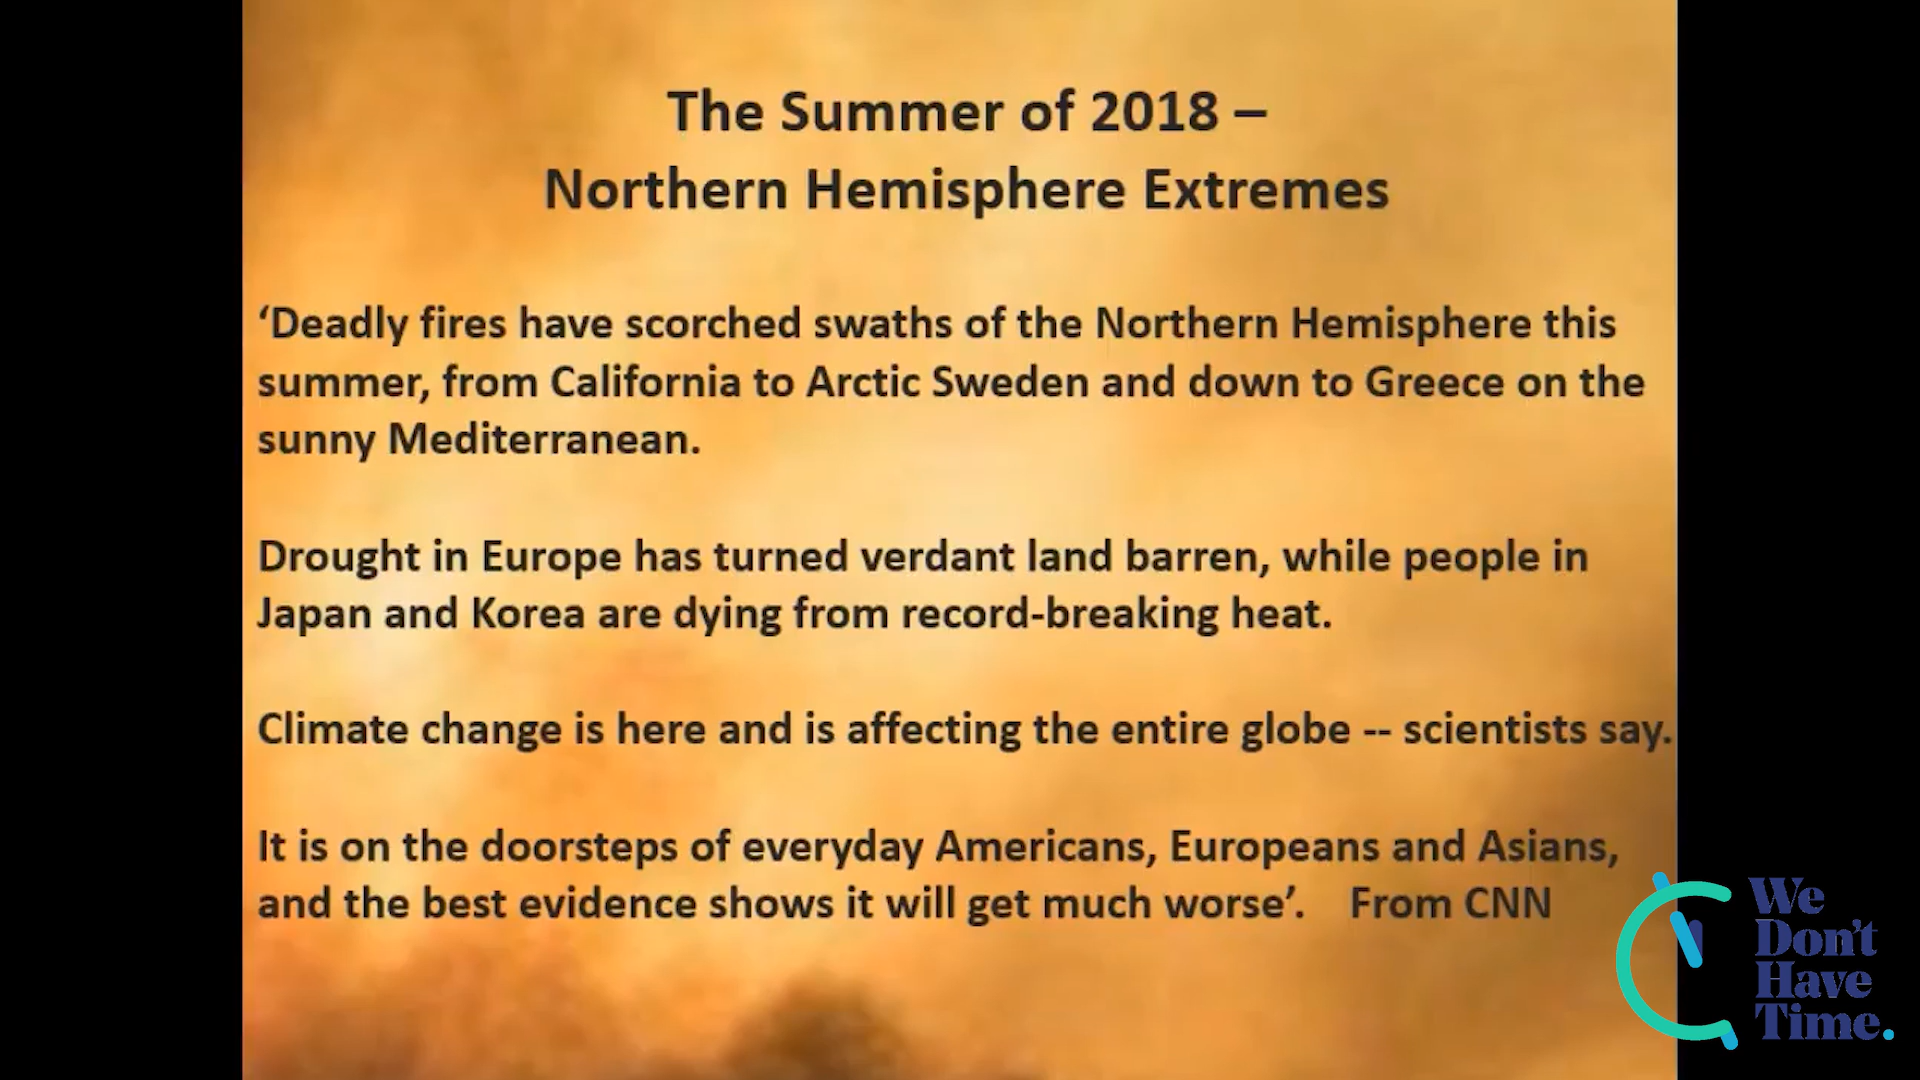 The Summer of 2018 –
Northern Hemisphere Extremes
‘Deadly fires have scorched swaths of the Northern Hemisphere this
summer, from California to Arctic Sweden and down to Greece on the
sunny Mediterranean.
Drought in Europe has turned verdant land barren, while people in
Japan and Korea are dying from record-breaking heat.
Climate change is here and is affecting the entire globe -- scientists say.
It is on the doorsteps of everyday Americans, Europeans and Asians,
and the best evidence shows it will get much worse’. From CNN
We
Don't
Have
Time.